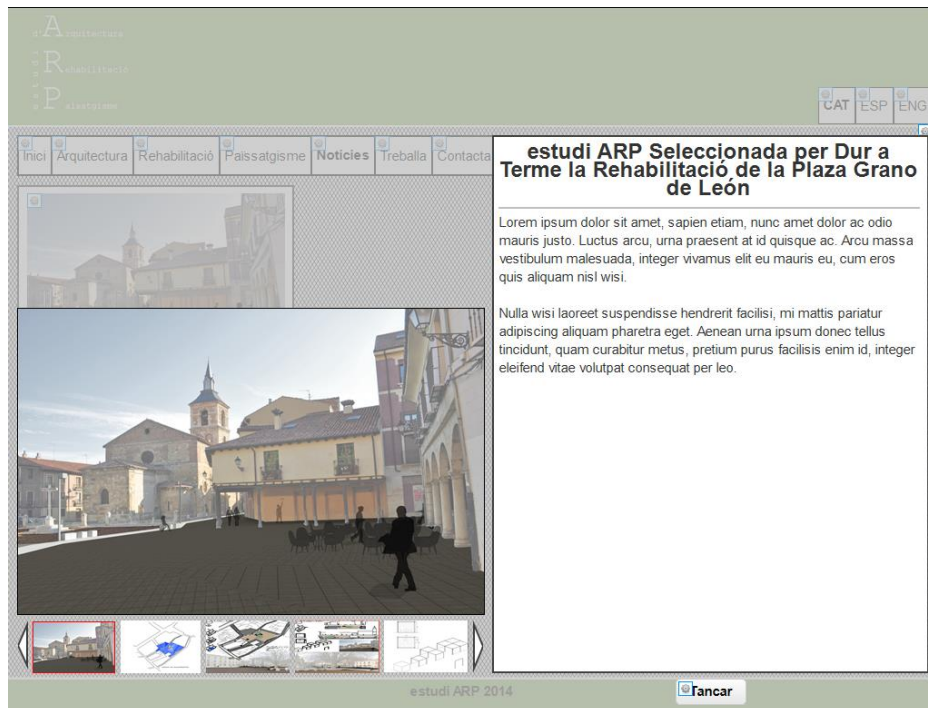 d'Arquitectura
Rehabilitació
Paisatgisme
CAT ESP ENG
Inici Arquitectura Rehabilitació Paissatgisme Noticies Treballa Contacta
estudi ARP Seleccionada per Dur a
Terme la Rehabilitació de la Plaza Grano
de León
Lorem ipsum dolor sit amet, sapien etiam, nunc amet dolor ac odio
mauris justo. Luctus arcu, urna praesent at id quisque ac. Arcu massa
vestibulum malesuada, integer vivamus elit eu mauris eu, cum eros
quis aliquam nisl wisi.
Nulla wisi laoreet suspendisse hendrerit facilisi, mi mattis pariatur
adipiscing aliquam pharetra eget. Aenean urna ipsum donec tellus
tincidunt, quam curabitur metus, pretium purus facilisis enim id, integer
eleifend vitae volutpat consequat per leo.
estudi ARP 2014
Tancar